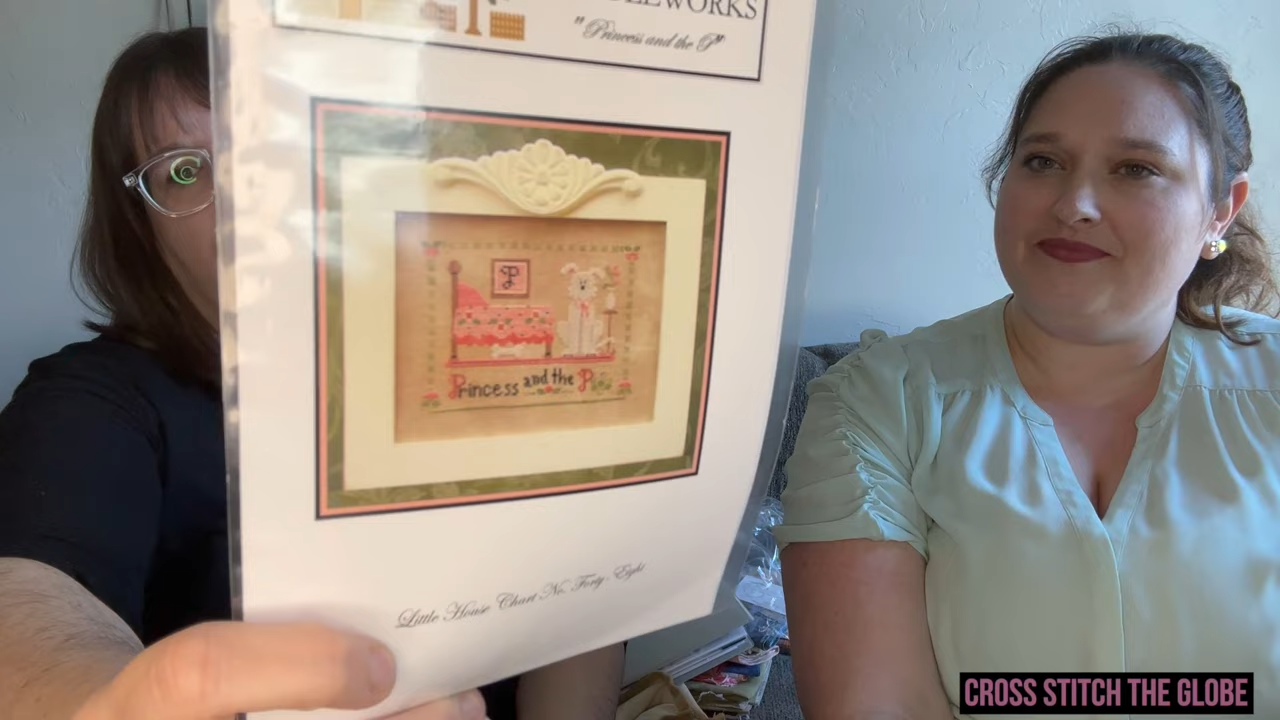 "Princess and the P"
P
Princess and the P
Little House Chart No. Forty-Eight
CROSS STITCH THE GLOBE